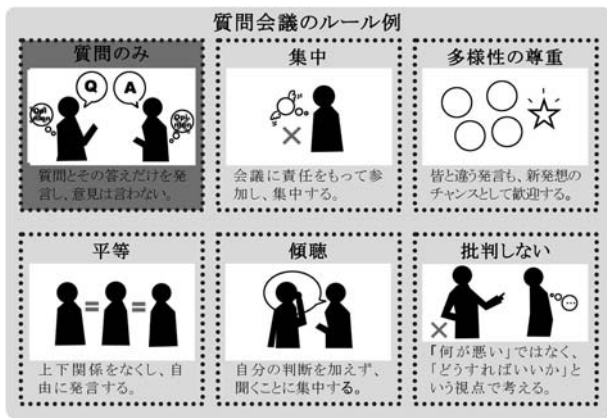 質問会議のルール例
質問のみ
Q A
Opinion
Opinion
質問とその答えだけを発
言し、意見は言わない。
集中
会議に責任をもって参
加し、集中する。
多様性の尊重
皆と違う発言も、新発想の
チャンスとして歓迎する。
平等
上下関係をなくし、自
由に発言する。
傾聴
自分の判断を加えず、
聞くことに集中する。
批判しない
…
「何が悪い」ではなく、
「どうすればいいか」と
いう視点で考える。